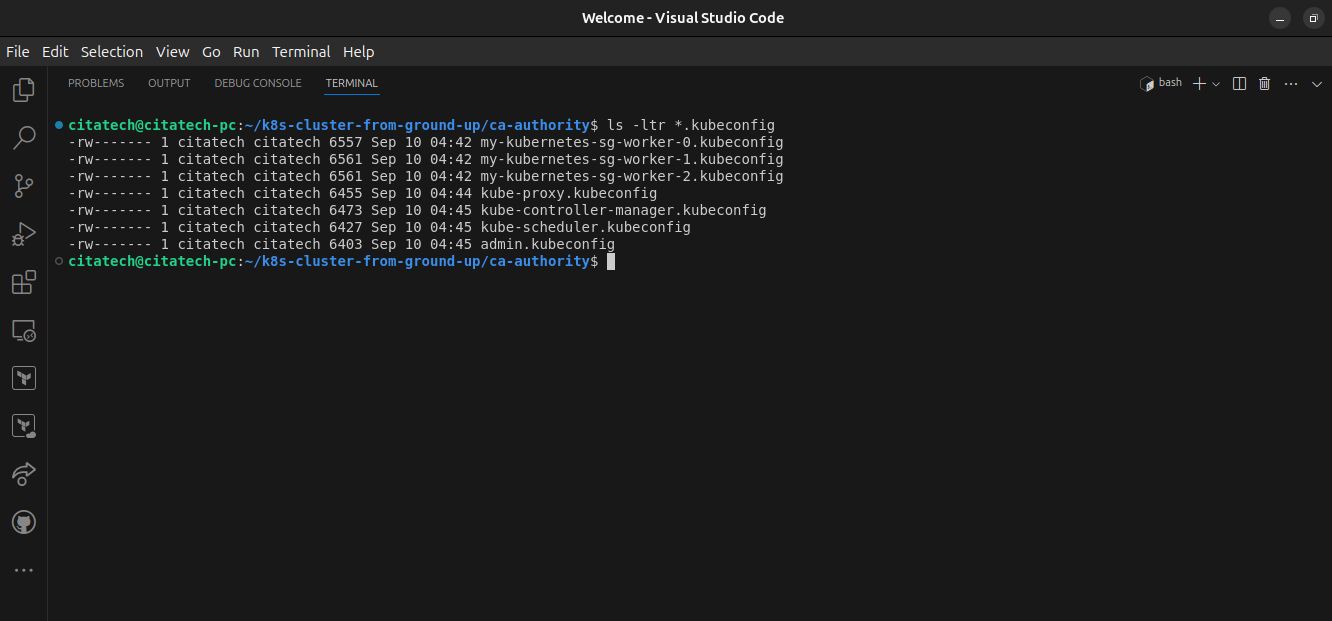 Welcome - Visual Studio Code
File Edit Selection View Go Run Terminal Help
PROBLEMS OUTPUT DEBUG CONSOLE TERMINAL bash
citatech@citatech-pc:~/k8s-cluster-from-ground-up/ca-authority$ ls -ltr *.kubeconfig
-rw------- 1 citatech citatech 6557 Sep 10 04:42 my-kubernetes-sg-worker-0.kubeconfig
-rw------- 1 citatech citatech 6561 Sep 10 04:42 my-kubernetes-sg-worker-1.kubeconfig
-rw------- 1 citatech citatech 6561 Sep 10 04:42 my-kubernetes-sg-worker-2.kubeconfig
-rw------- 1 citatech citatech 6455 Sep 10 04:44 kube-proxy.kubeconfig
-rw------- 1 citatech citatech 6473 Sep 10 04:45 kube-controller-manager.kubeconfig
-rw------- 1 citatech citatech 6427 Sep 10 04:45 kube-scheduler.kubeconfig
-rw------- 1 citatech citatech 6403 Sep 10 04:45 admin.kubeconfig
citatech@citatech-pc:~/k8s-cluster-from-ground-up/ca-authority$